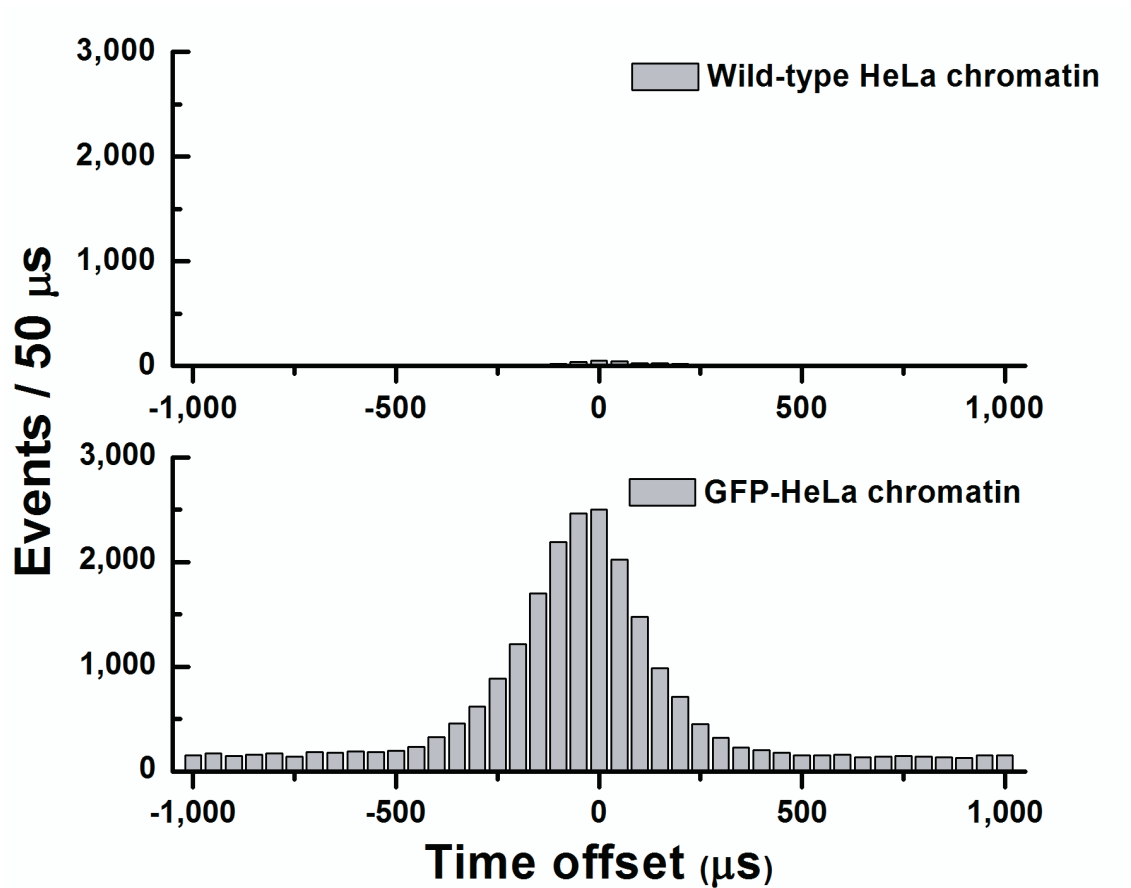 3,000
Wild-type HeLa chromatin
2,000
1,000
0
-1,000 -500 0 500 1,000
Events / 50 μs
3,000
GFP-HeLa chromatin
2,000
1,000
0
-1,000 -500 0 500 1,000
Time offset (μs)